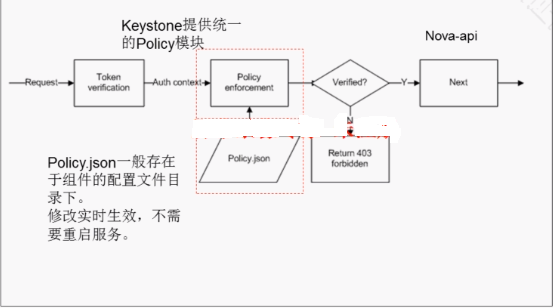 Keystone提供统一
的Policy模块
Nova-api
Request
Token
verification
Auth context
Policy
enforcement
Verified?
Y
Next
N
Policy.json
Return 403
forbidden
Policy.json一般存在
于组件的配置文件目
录下。
修改实时生效，不需
要重启服务。